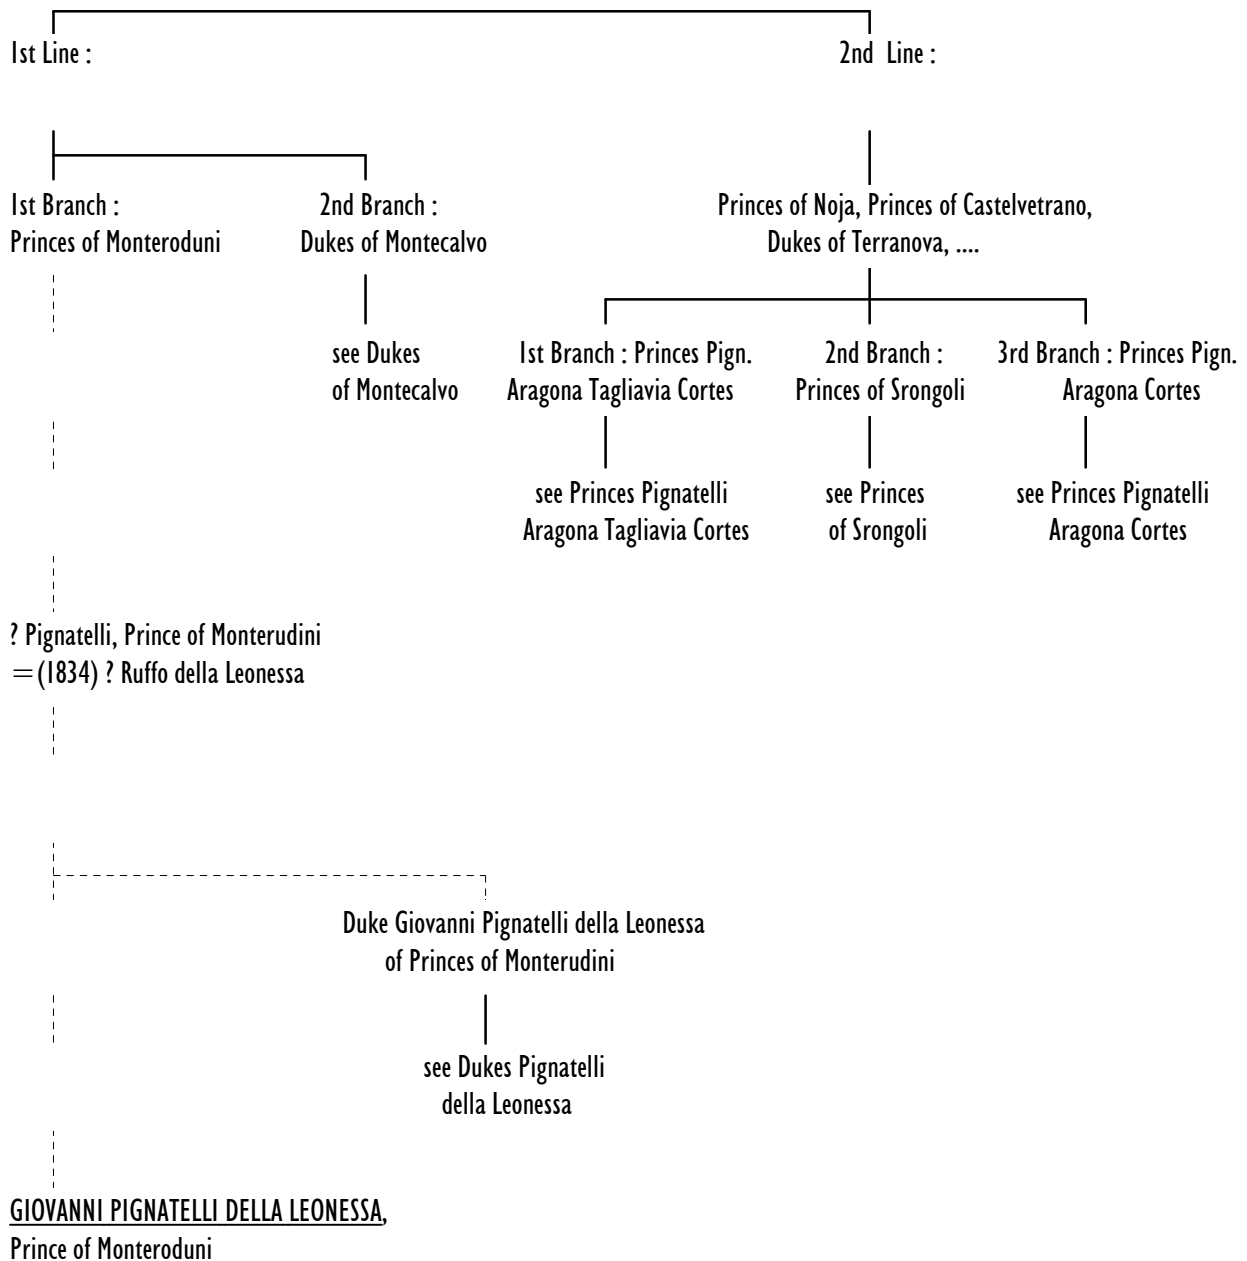 1st Line :
2nd Line :
1st Branch :
Princes of Monteroduni
2nd Branch :
Dukes of Montecalvo
Princes of Noja, Princes of Castelvetrano,
Dukes of Terranova, ....
see Dukes
of Montecalvo
1st Branch : Princes Pign.
Aragona Tagliavia Cortes
2nd Branch :
Princes of Srongoli
3rd Branch : Princes Pign.
Aragona Cortes
see Princes Pignatelli
Aragona Tagliavia Cortes
see Princes
of Srongoli
see Princes Pignatelli
Aragona Cortes
? Pignatelli, Prince of Monterudini
=(1834) ? Ruffo della Leonessa
Duke Giovanni Pignatelli della Leonessa
of Princes of Monterudini
see Dukes Pignatelli
della Leonessa
GIOVANNI PIGNATELLI DELLA LEONESSA,
Prince of Monteroduni